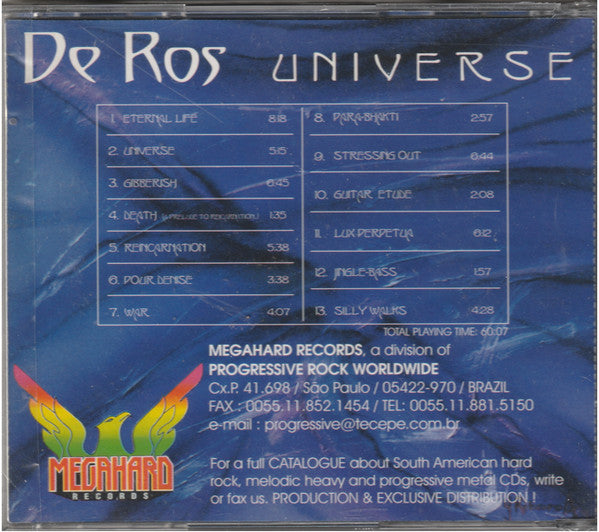 De Ros UNIVERSE
1. ETERNAL LIFE 8:18
2. UNIVERSE 5:15
3. GIBBERISH 6:45
4. DEATH (A PRELUDE TO REINCARNATION.) 1:35
5. REINCARNATION 5:38
6. POUR DENISE 3:38
7. WAR 4:07
8. PARA-BHAKTI 2:57
9. STRESSING OUT 6:44
10. GUITAR ETUDE 2:08
11. LUX PERPETUA 6:12
12. JINGLE-BASS 1:57
13. SILLY WALKS 4:28
TOTAL PLAYING TIME: 60:07
MEGAHARD RECORDS, a division of
PROGRESSIVE ROCK WORLDWIDE
Cx.P. 41.698 / São Paulo / 05422-970 / BRAZIL
FAX : 0055.11.852.1454 / TEL: 0055.11.881.5150
e-mail : progressive@tecepe.com.br
MEGAHARD
RECORDS
For a full CATALOGUE about South American hard
rock, melodic heavy and progressive metal CDs, write
or fax us. PRODUCTION & EXCLUSIVE DISTRIBUTION !